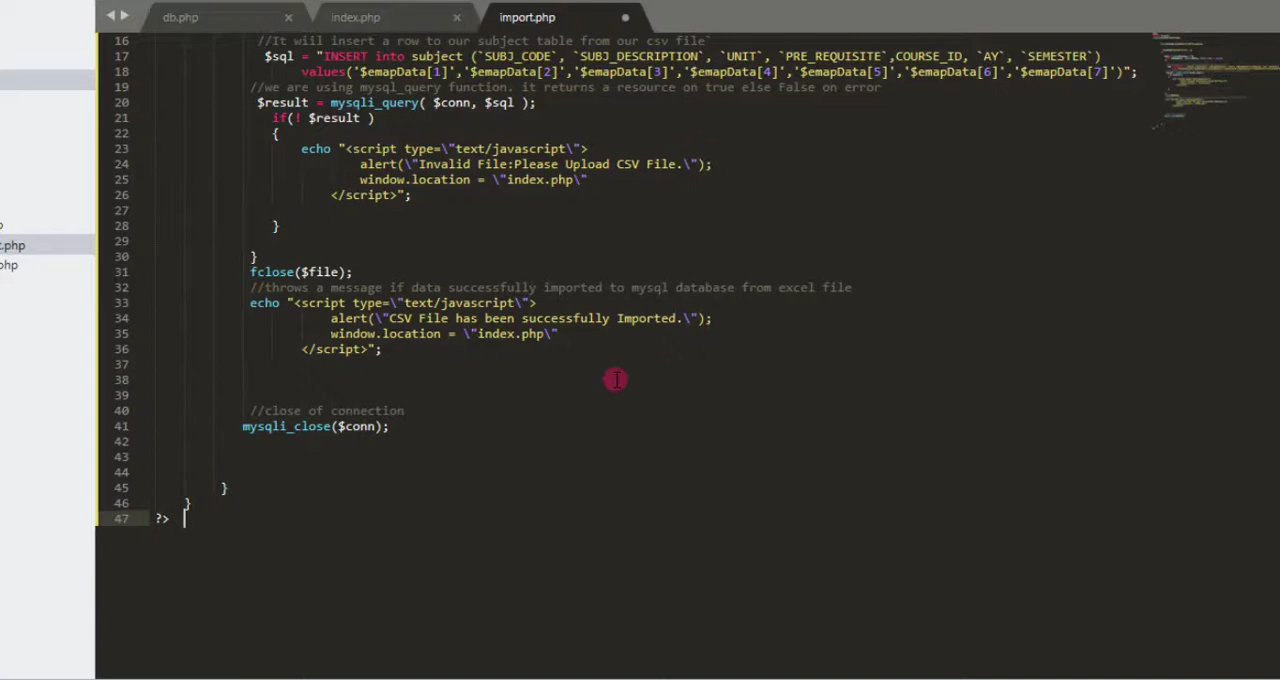 db.php × index.php × import.php
16 //It wiil insert a row to our subject table from our csv file`
17 $sql = "INSERT into subject (`SUBJ_CODE`, `SUBJ_DESCRIPTION`, `UNIT`, `PRE_REQUISITE`,COURSE_ID, `AY`, `SEMESTER`)
18 values('$emapData[1]','$emapData[2]','$emapData[3]','$emapData[4]','$emapData[5]','$emapData[6]','$emapData[7]')";
19 //we are using mysql_query function. it returns a resource on true else False on error
20 $result = mysqli_query( $conn, $sql );
21 if(! $result )
22 {
23 echo "<script type=\"text/javascript\">
24 alert(\"Invalid File:Please Upload CSV File.\");
25 window.location = \"index.php\"
26 </script>";
27
28 }
29
30 }
31 fclose($file);
32 //throws a message if data successfully imported to mysql database from excel file
33 echo "<script type=\"text/javascript\">
34 alert(\"CSV File has been successfully Imported.\");
35 window.location = \"index.php\"
36 </script>";
37
38
39
40 //close of connection
41 mysqli_close($conn);
42
43
44
45 }
46 }
47 ?>